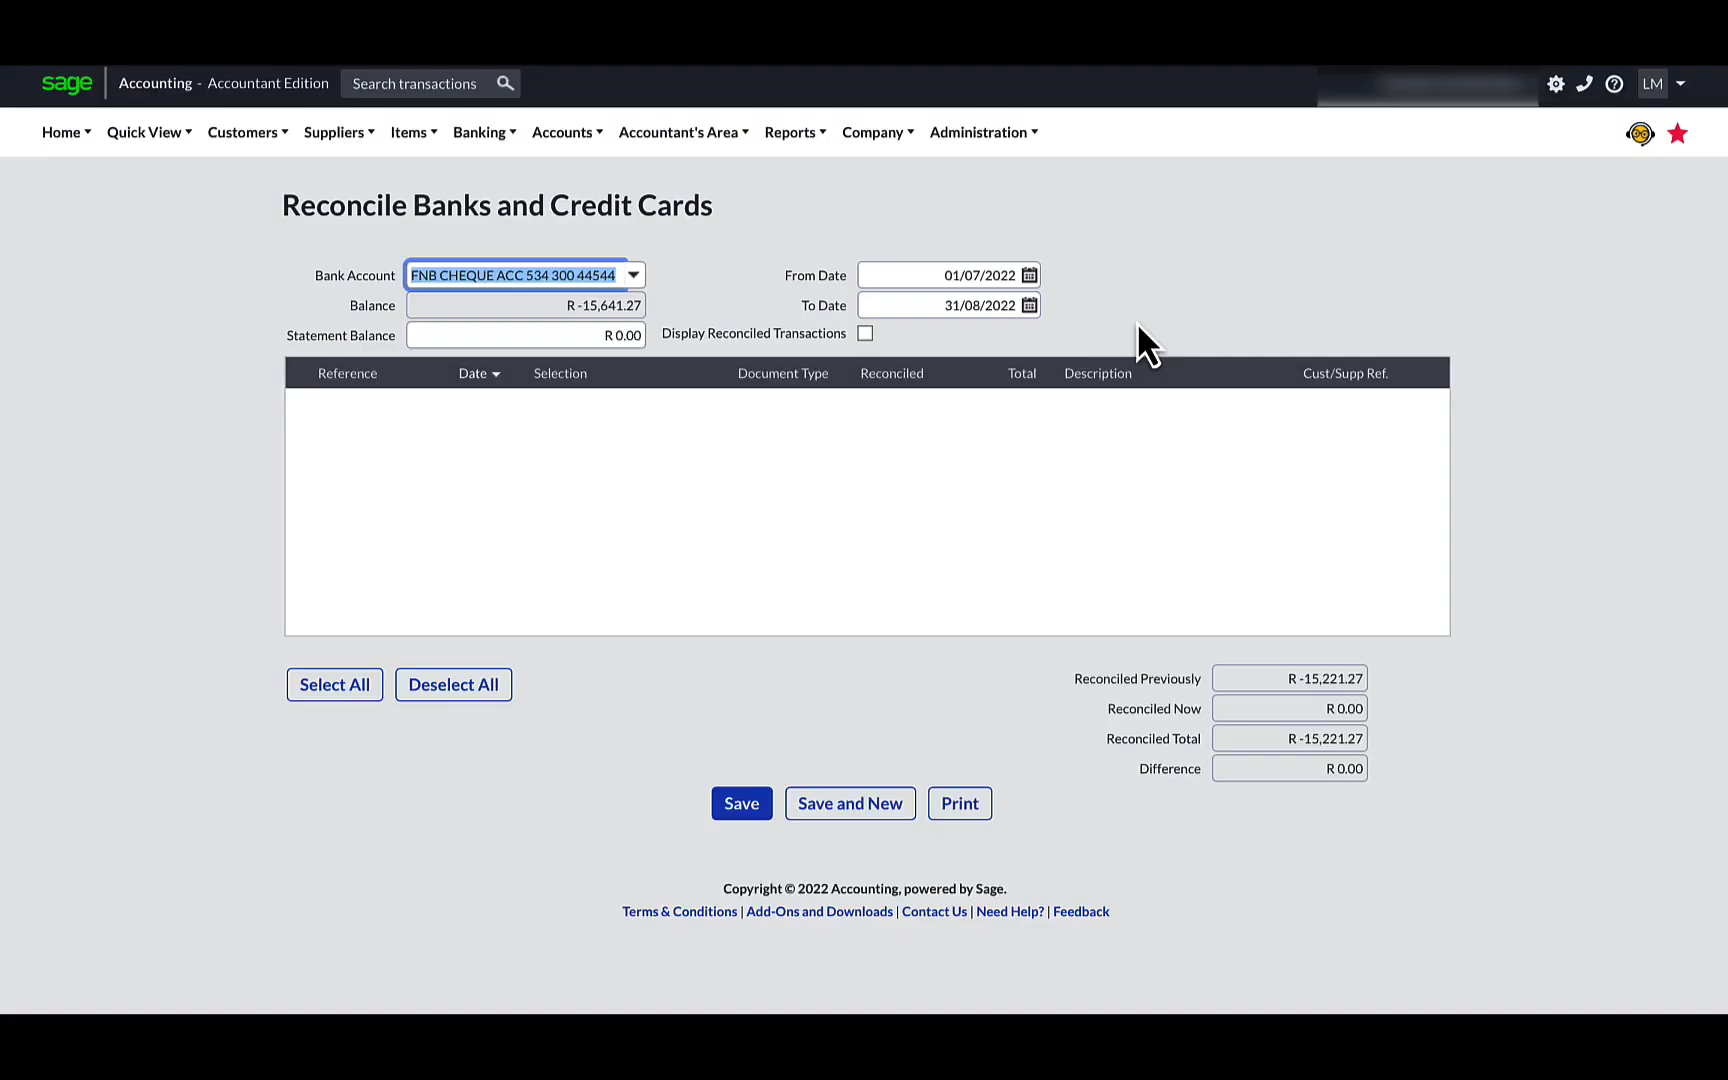 sage Accounting - Accountant Edition Search transactions LM
Home Quick View Customers Suppliers Items Banking Accounts Accountant's Area Reports Company Administration
Reconcile Banks and Credit Cards
Bank Account FNB CHEQUE ACC 534 300 44544 From Date 01/07/2022
Balance R -15,641.27 To Date 31/08/2022
Statement Balance R 0.00 Display Reconciled Transactions
Reference Date Selection Document Type Reconciled Total Description Cust/Supp Ref.
Select All Deselect All
Reconciled Previously R -15,221.27
Reconciled Now R 0.00
Reconciled Total R -15,221.27
Difference R 0.00
Save Save and New Print
Copyright © 2022 Accounting, powered by Sage.
Terms & Conditions | Add-Ons and Downloads | Contact Us | Need Help? | Feedback